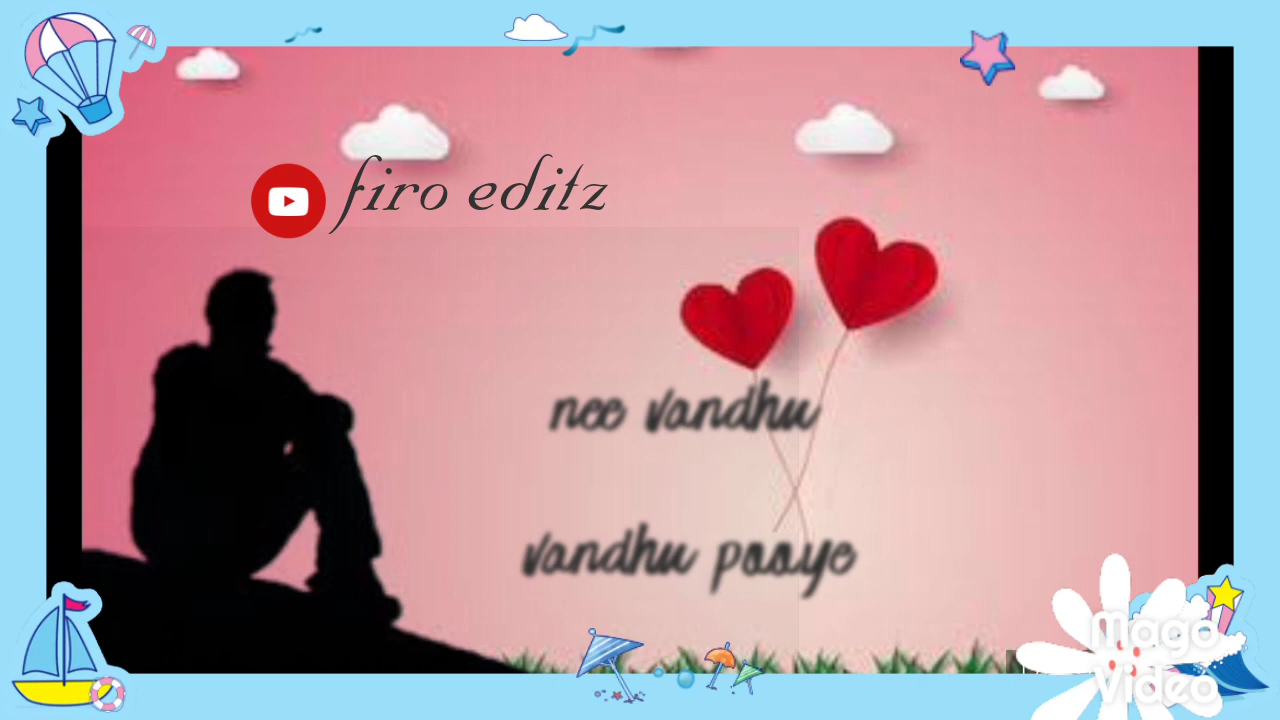 firo editz
nee vandhu
vandhu pooye
Mago
Video